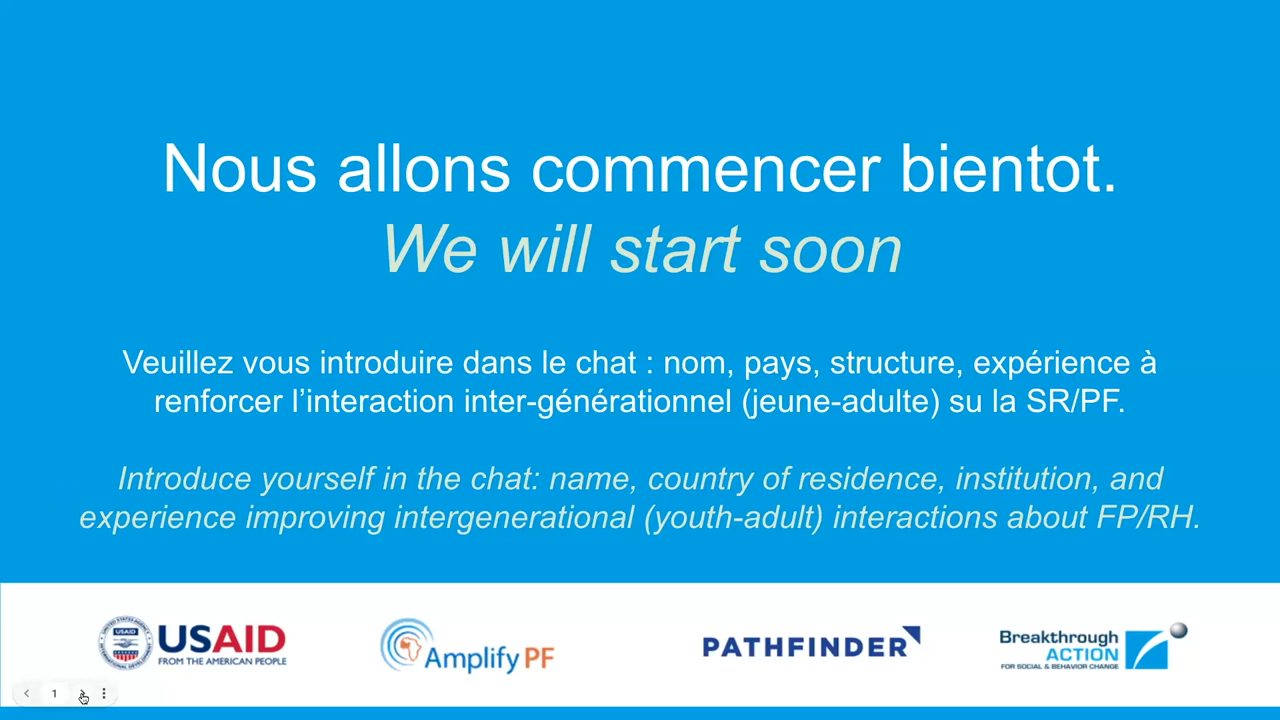 Nous allons commencer bientot.
We will start soon
Veuillez vous introduire dans le chat : nom, pays, structure, expérience à
renforcer l’interaction inter-générationnel (jeune-adulte) su la SR/PF.
Introduce yourself in the chat: name, country of residence, institution, and
experience improving intergenerational (youth-adult) interactions about FP/RH.
USAID
FROM THE AMERICAN PEOPLE
Amplify PF
PATHFINDER
Breakthrough
ACTION
FOR SOCIAL & BEHAVIOR CHANGE
1